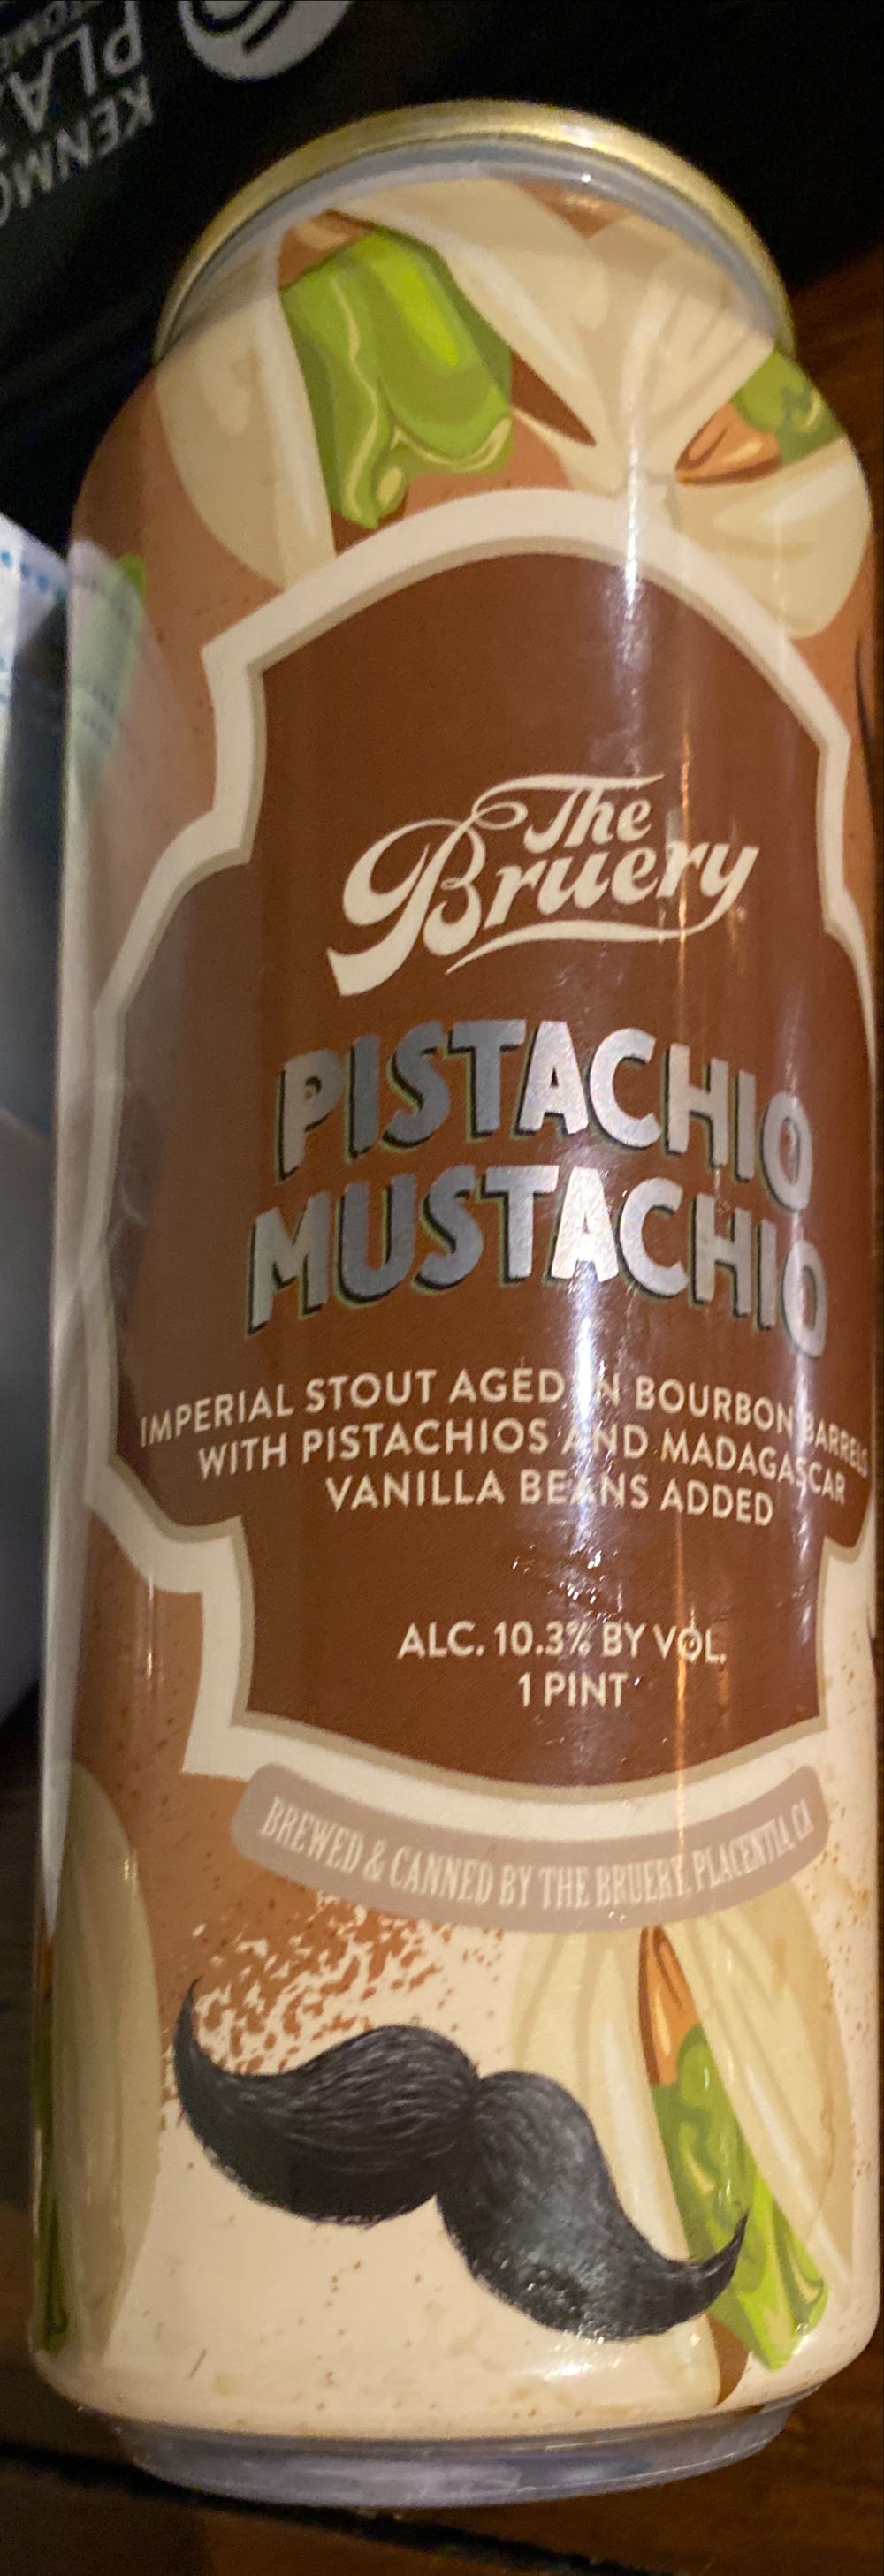 The
Bruery
PISTACHIO
MUSTACHIO
IMPERIAL STOUT AGED IN BOURBON BARRELS
WITH PISTACHIOS AND MADAGASCAR
VANILLA BEANS ADDED
ALC. 10.3% BY VOL.
1 PINT
BREWED & CANNED BY THE BRUERY, PLACENTIA, CA